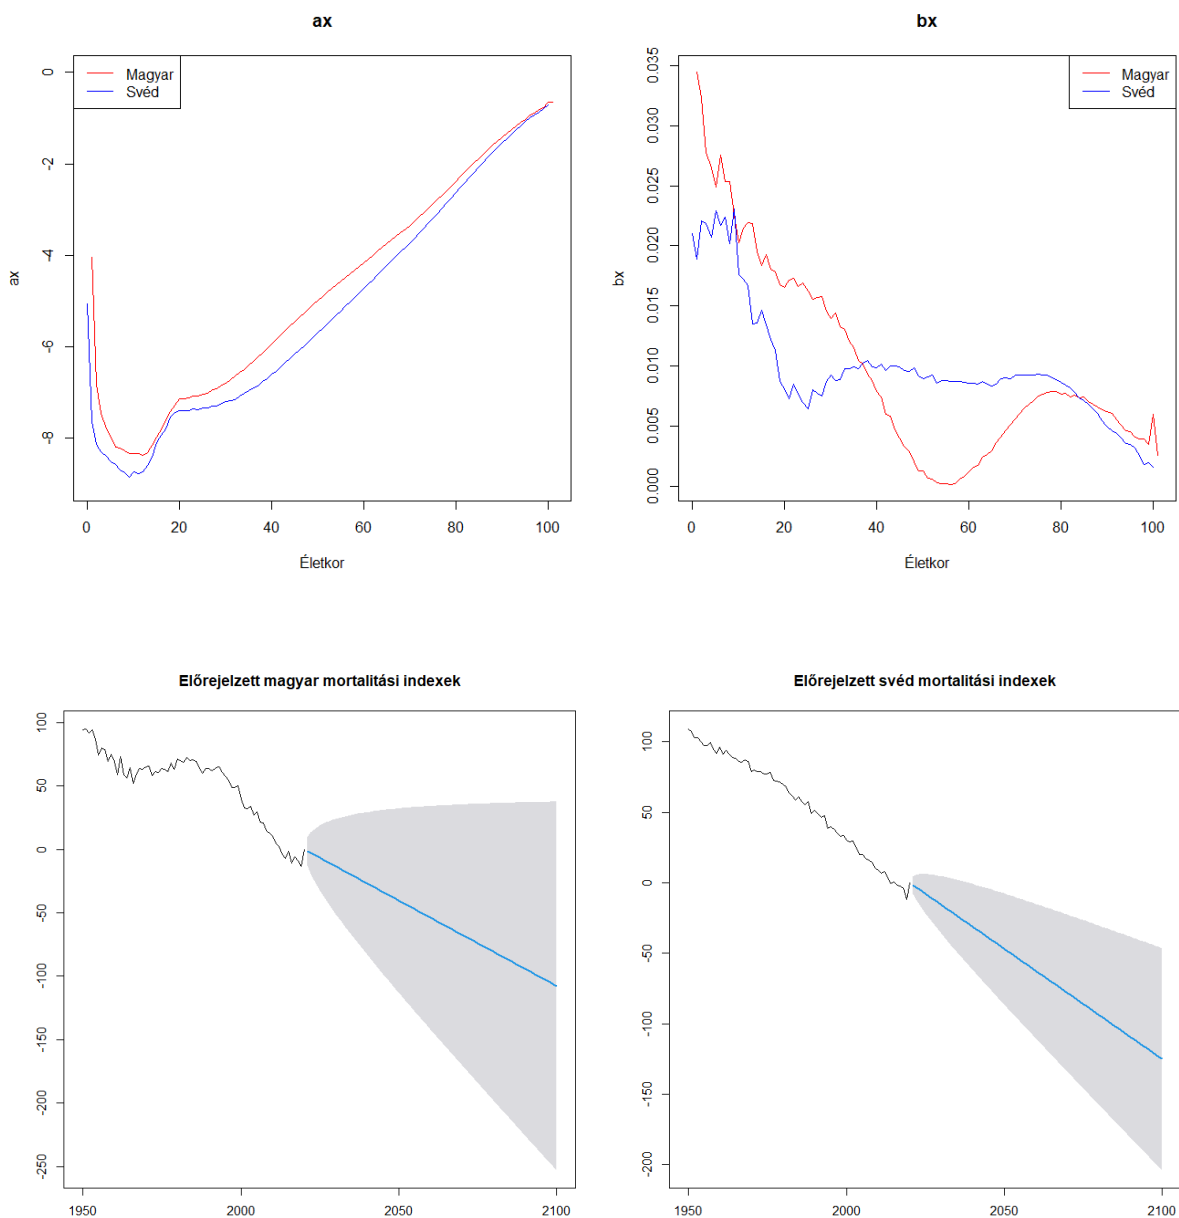 ax
Magyar
Svéd
ax
0
-2
-4
-6
-8
0 20 40 60 80 100
Életkor
bx
Magyar
Svéd
bx
0.035
0.030
0.025
0.020
0.015
0.010
0.005
0.000
0 20 40 60 80 100
Életkor
Előrejelzett magyar mortalitási indexek
100
50
0
-50
-100
-150
-200
-250
1950 2000 2050 2100
Előrejelzett svéd mortalitási indexek
100
50
0
-50
-100
-150
-200
1950 2000 2050 2100